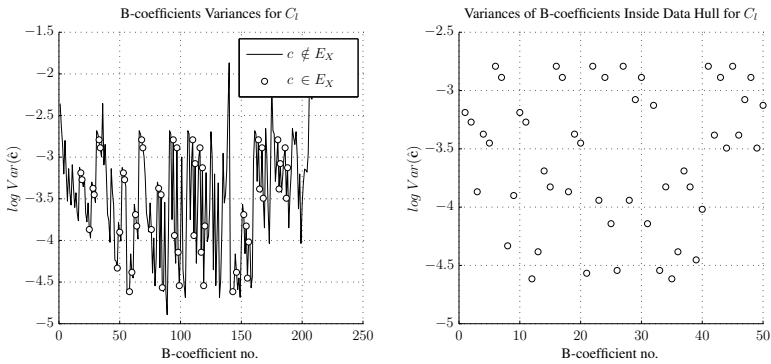 B-coefficients Variances for C_l
−1.5
−2
−2.5
−3
−3.5
−4
−4.5
−5
log Var(ĉ)
c ∉ E_X
c ∈ E_X
0 50 100 150 200 250
B-coefficient no.
Variances of B-coefficients Inside Data Hull for C_l
−2.5
−3
−3.5
−4
−4.5
−5
log Var(ĉ)
0 10 20 30 40 50
B-coefficient no.